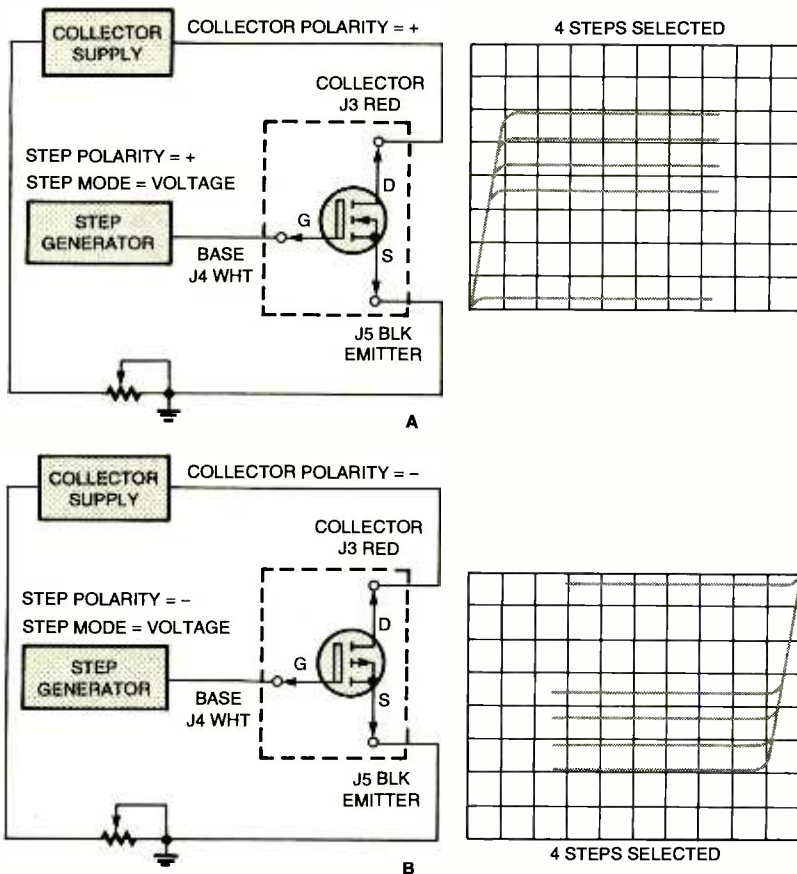 COLLECTOR
SUPPLY
COLLECTOR POLARITY = +
4 STEPS SELECTED
COLLECTOR
J3 RED
STEP POLARITY = +
STEP MODE = VOLTAGE
STEP
GENERATOR
D
G
S
BASE
J4 WHT
J5 BLK
EMITTER
A
COLLECTOR
SUPPLY
COLLECTOR POLARITY = −
COLLECTOR
J3 RED
STEP POLARITY = −
STEP MODE = VOLTAGE
STEP
GENERATOR
D
G
S
BASE
J4 WHT
J5 BLK
EMITTER
B
4 STEPS SELECTED